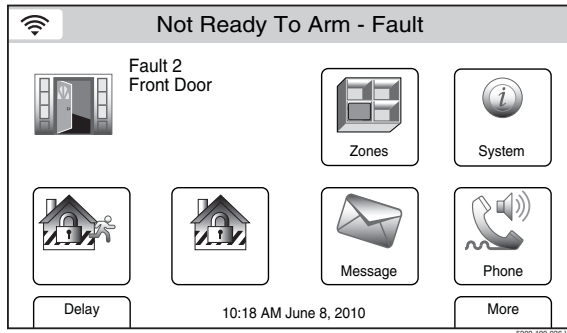 Not Ready To Arm - Fault
Fault 2
Front Door
Zones
System
Message
Phone
Delay
10:18 AM June 8, 2010
More